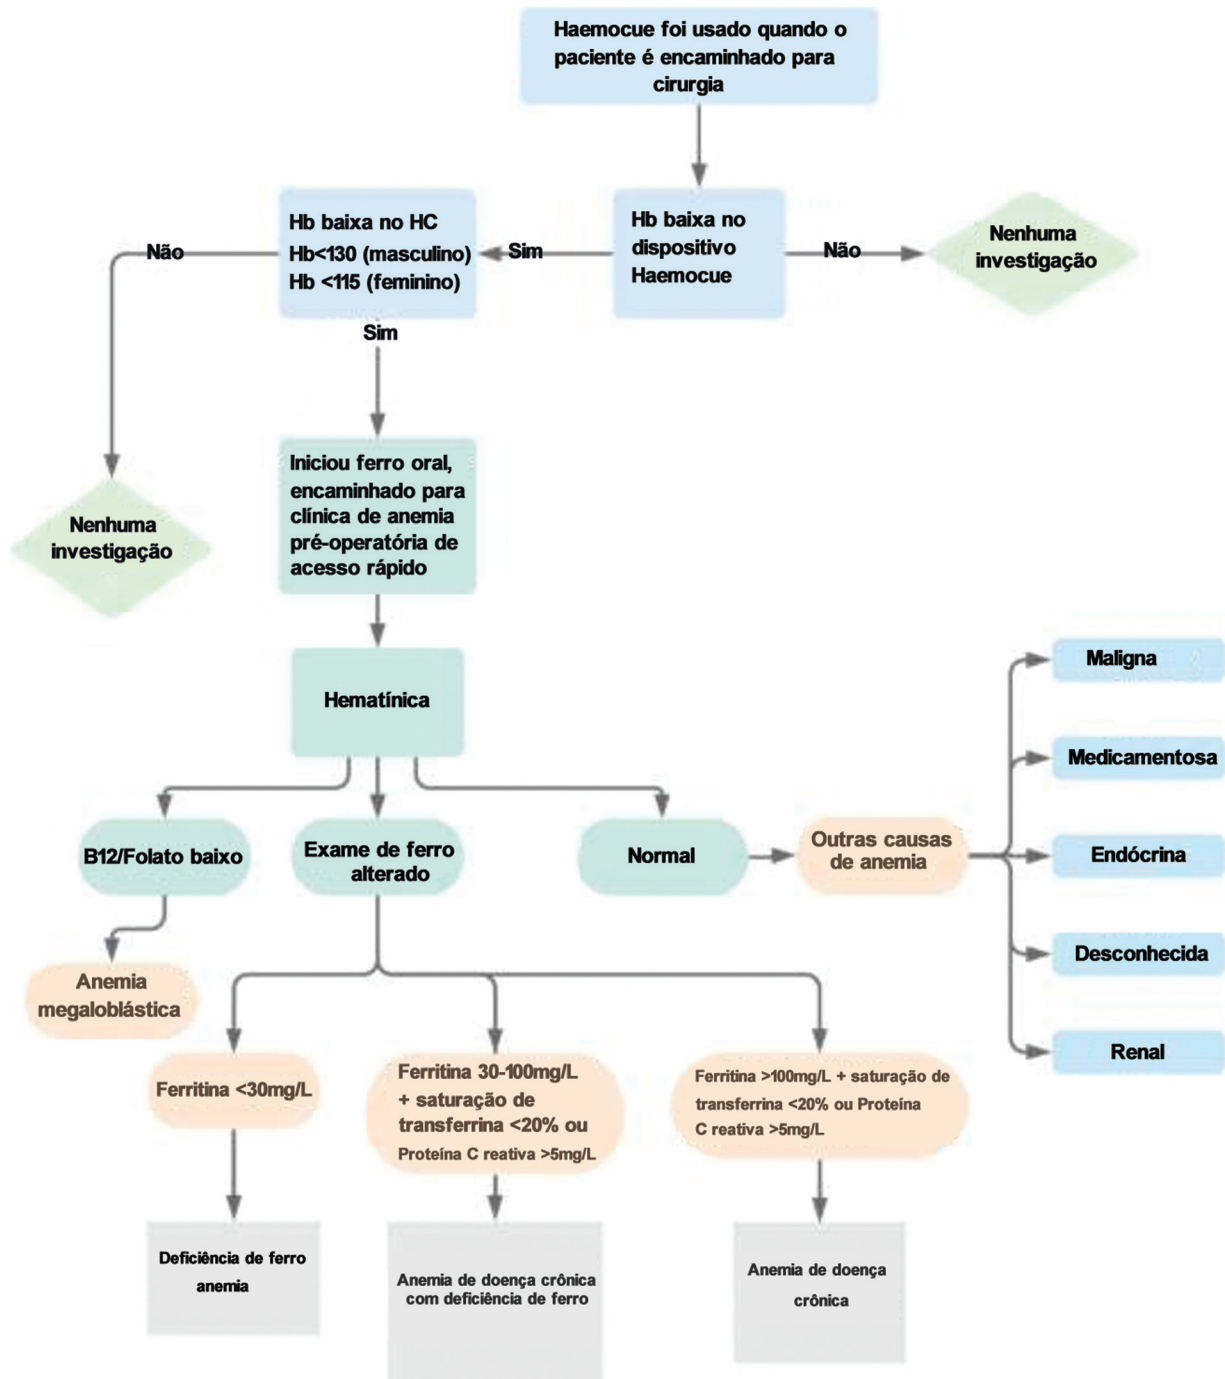 Haemocue foi usado quando o
paciente é encaminhado para
cirurgia
Hb baixa no HC
Hb<130 (masculino)
Hb <115 (feminino)
Hb baixa no
dispositivo
Haemocue
Nenhuma
investigação
Não
Sim
Não
Sim
Iniciou ferro oral,
encaminhado para
clínica de anemia
pré-operatória de
acesso rápido
Nenhuma
investigação
Hematínica
B12/Folato baixo
Exame de ferro
alterado
Normal
Outras causas
de anemia
Maligna
Medicamentosa
Endócrina
Desconhecida
Renal
Anemia
megaloblástica
Ferritina <30mg/L
Ferritina 30-100mg/L
+ saturação de
transferrina <20% ou
Proteína C reativa >5mg/L
Ferritina >100mg/L + saturação de
transferrina <20% ou Proteína
C reativa >5mg/L
Deficiência de ferro
anemia
Anemia de doença crônica
com deficiência de ferro
Anemia de doença
crônica